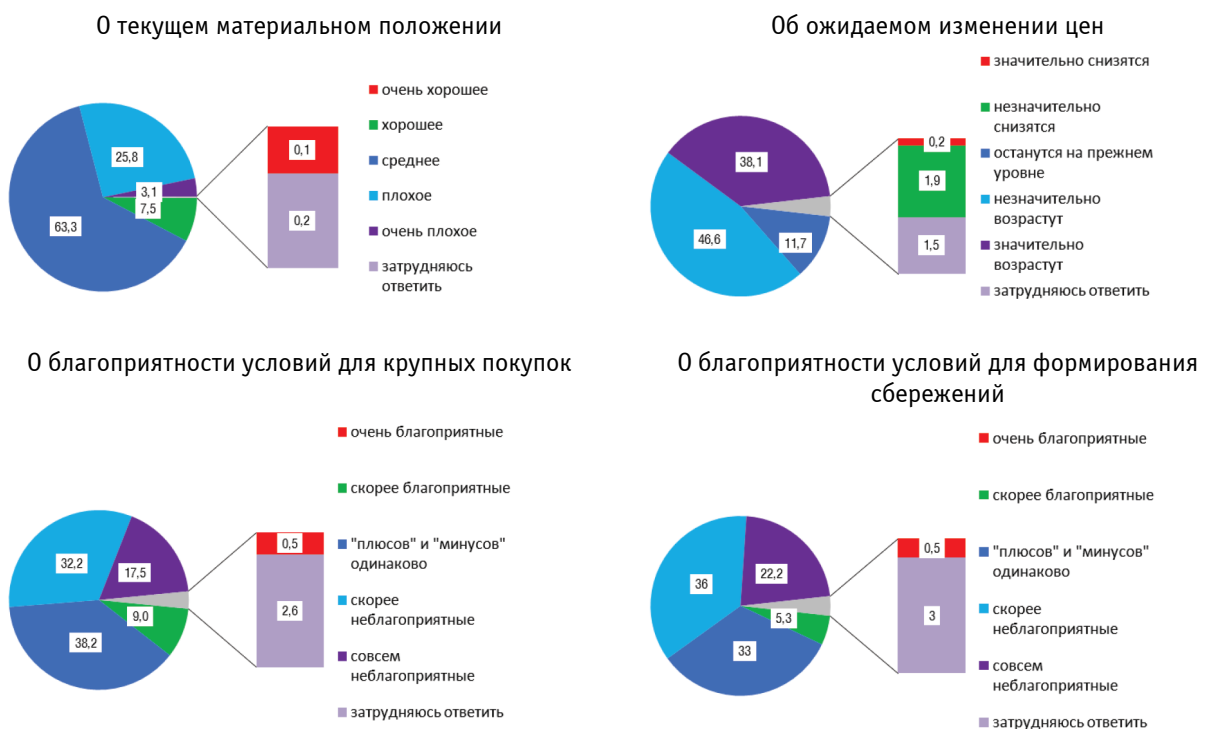 О текущем материальном положении
63,3
25,8
3,1
7,5
0,1
0,2
очень хорошее
хорошее
среднее
плохое
очень плохое
затрудняюсь
ответить
Об ожидаемом изменении цен
38,1
46,6
11,7
0,2
1,9
1,5
значительно снизятся
незначительно
снизятся
останутся на прежнем
уровне
незначительно
возрастут
значительно
возрастут
затрудняюсь ответить
О благоприятности условий для крупных покупок
32,2
17,5
9,0
38,2
0,5
2,6
очень благоприятные
скорее благоприятные
"плюсов" и "минусов"
одинаково
скорее
неблагоприятные
совсем
неблагоприятные
затрудняюсь ответить
О благоприятности условий для формирования
сбережений
36
22,2
5,3
33
0,5
3
очень благоприятные
скорее благоприятные
"плюсов" и "минусов"
одинаково
скорее
неблагоприятные
совсем
неблагоприятные
затрудняюсь ответить